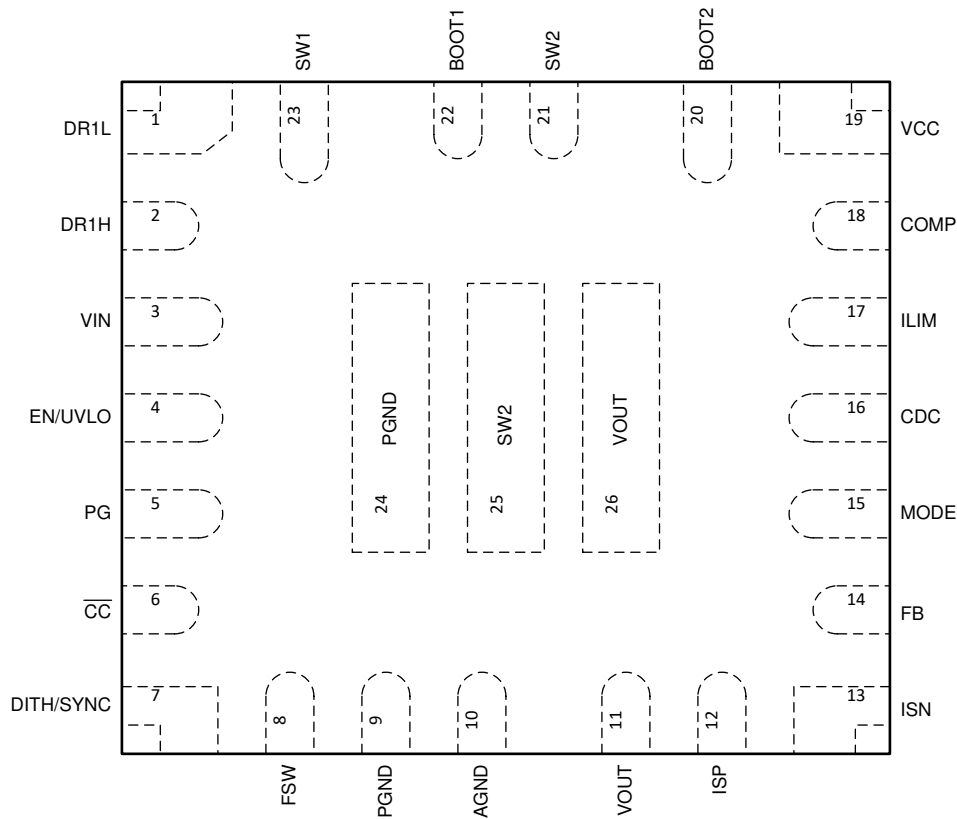 SW1
BOOT1
SW2
BOOT2
23
22
21
20
DR1L
1
19
VCC
DR1H
2
18
COMP
VIN
3
17
ILIM
EN/UVLO
4
16
CDC
PGND
SW2
VOUT
24
25
26
PG
5
15
MODE
C̅C̅
6
14
FB
DITH/SYNC
7
13
ISN
8
9
10
11
12
FSW
PGND
AGND
VOUT
ISP